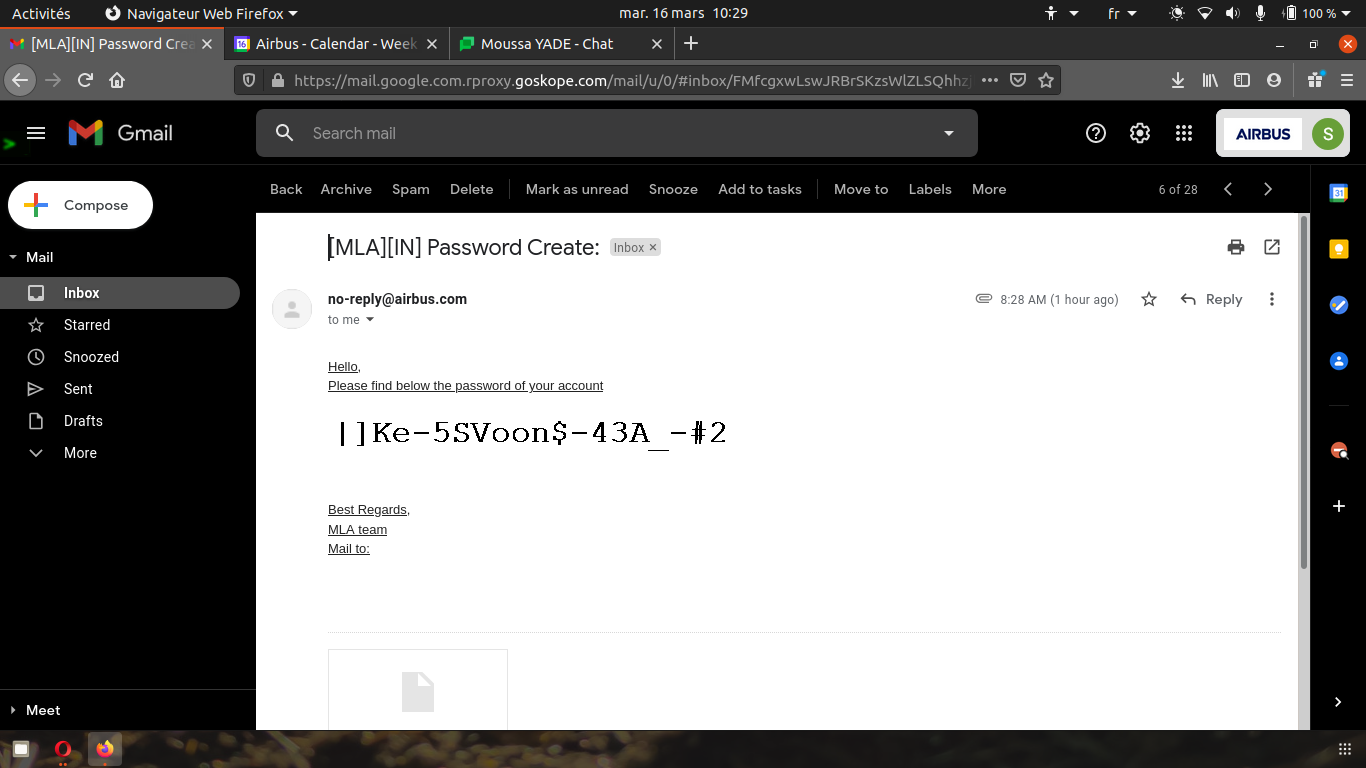 Activités Navigateur Web Firefox mar. 16 mars 10:29 fr 100 %
[MLA][IN] Password Crea Airbus - Calendar - Week Moussa YADE - Chat
https://mail.google.com.rproxy.goskope.com/mail/u/0/#inbox/FMfcgxwLswJRBrSKzsWlZLSQhhzj
Gmail Search mail AIRBUS S
Compose
Back Archive Spam Delete Mark as unread Snooze Add to tasks Move to Labels More 6 of 28
Mail
Inbox
Starred
Snoozed
Sent
Drafts
More
Meet
[MLA][IN] Password Create: Inbox ×
no-reply@airbus.com 8:28 AM (1 hour ago) Reply
to me
Hello,
Please find below the password of your account
|]Ke-5SVoon$-43A_-#2
Best Regards,
MLA team
Mail to: